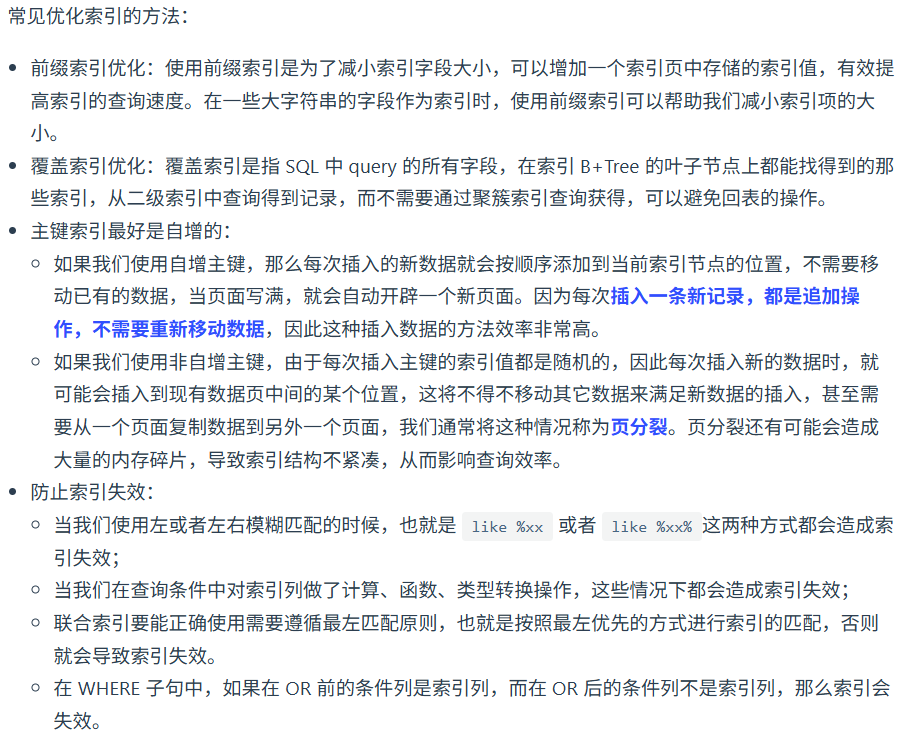 常见优化索引的方法：
前缀索引优化：使用前缀索引是为了减小索引字段大小，可以增加一个索引页中存储的索引值，有效提
高索引的查询速度。在一些大字符串的字段作为索引时，使用前缀索引可以帮助我们减小索引项的大
小。
覆盖索引优化：覆盖索引是指 SQL 中 query 的所有字段，在索引 B+Tree 的叶子节点上都能找得到的那
些索引，从二级索引中查询得到记录，而不需要通过聚簇索引查询获得，可以避免回表的操作。
主键索引最好是自增的：
如果我们使用自增主键，那么每次插入的新数据就会按顺序添加到当前索引节点的位置，不需要移
动已有的数据，当页面写满，就会自动开辟一个新页面。因为每次插入一条新记录，都是追加操
作，不需要重新移动数据，因此这种插入数据的方法效率非常高。
如果我们使用非自增主键，由于每次插入主键的索引值都是随机的，因此每次插入新的数据时，就
可能会插入到现有数据页中间的某个位置，这将不得不移动其它数据来满足新数据的插入，甚至需
要从一个页面复制数据到另外一个页面，我们通常将这种情况称为页分裂。页分裂还有可能会造成
大量的内存碎片，导致索引结构不紧凑，从而影响查询效率。
防止索引失效：
当我们使用左或者左右模糊匹配的时候，也就是 like %xx 或者 like %xx% 这两种方式都会造成索
引失效；
当我们在查询条件中对索引列做了计算、函数、类型转换操作，这些情况下都会造成索引失效；
联合索引要能正确使用需要遵循最左匹配原则，也就是按照最左优先的方式进行索引的匹配，否则
就会导致索引失效。
在 WHERE 子句中，如果在 OR 前的条件列是索引列，而在 OR 后的条件列不是索引列，那么索引会
失效。